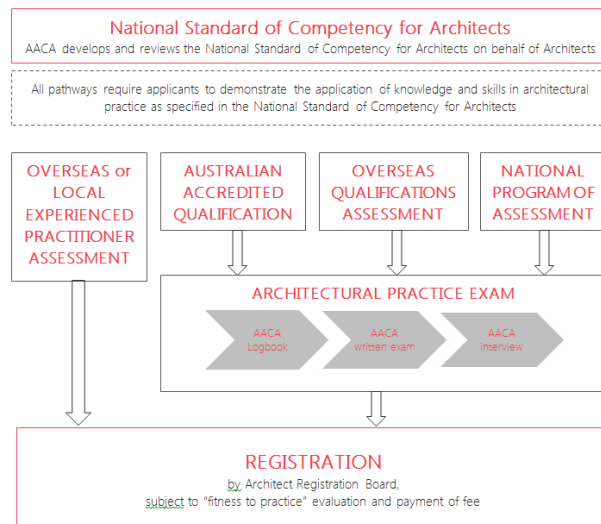 National Standard of Competency for Architects
AACA develops and reviews the National Standard of Competency for Architects on behalf of Architects
All pathways require applicants to demonstrate the application of knowledge and skills in architectural
practice as specified in the National Standard of Competency for Architects
OVERSEAS or
LOCAL
EXPERIENCED
PRACTITIONER
ASSESSMENT
AUSTRALIAN
ACCREDITED
QUALIFICATION
OVERSEAS
QUALIFICATIONS
ASSESSMENT
NATIONAL
PROGRAM OF
ASSESSMENT
ARCHITECTURAL PRACTICE EXAM
AACA
Logbook
AACA
written exam
AACA
interview
REGISTRATION
by Architect Registration Board,
subject to “fitness to practice” evaluation and payment of fee